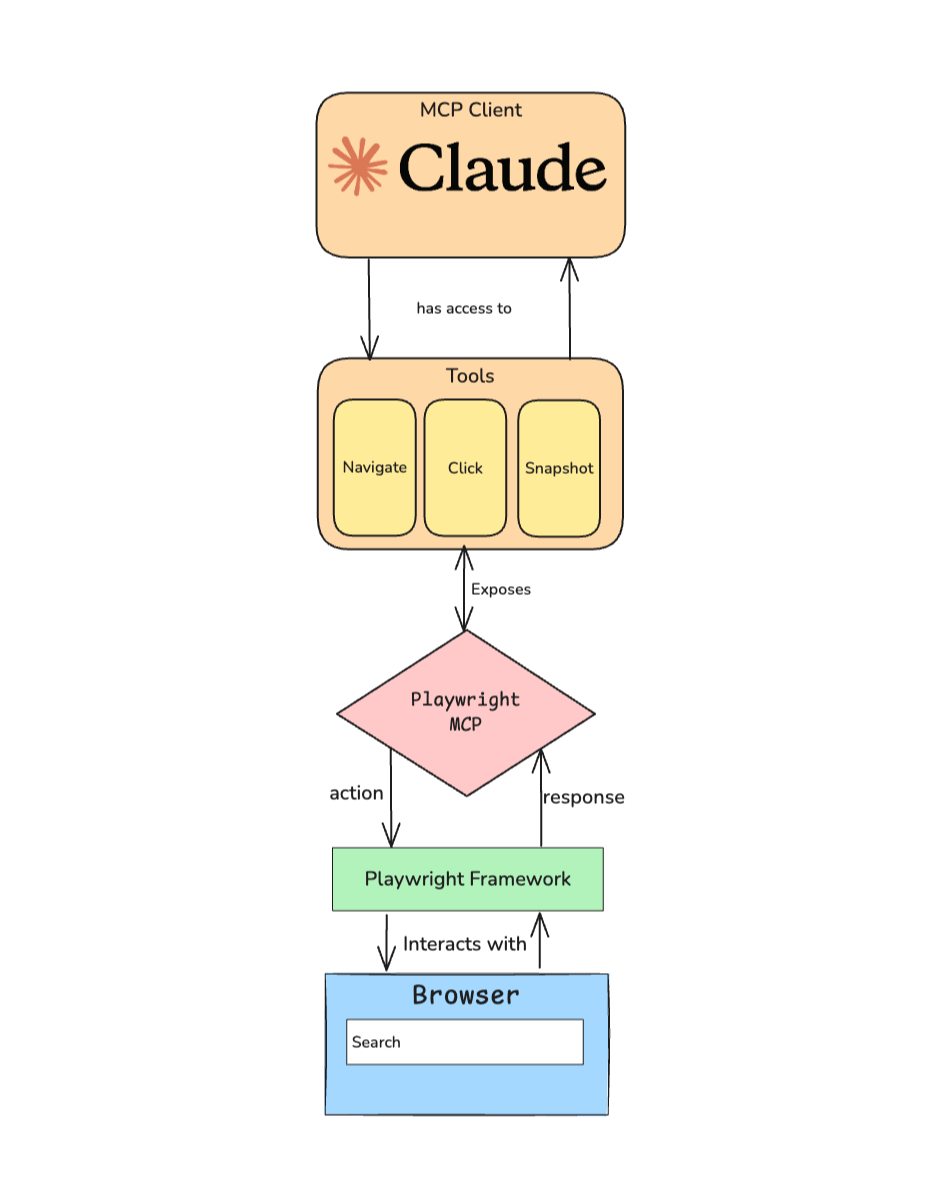 MCP Client
Claude
has access to
Tools
Navigate
Click
Snapshot
Exposes
Playwright
MCP
action
response
Playwright Framework
Interacts with
Browser
Search